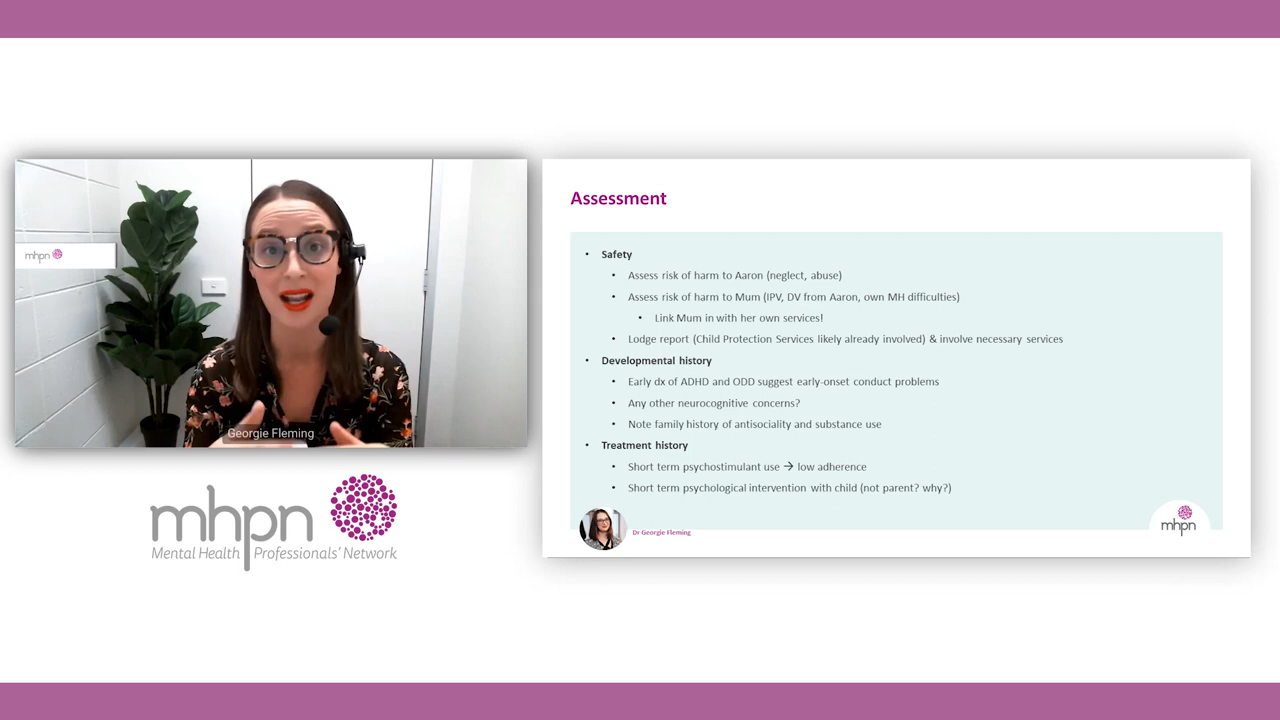 mhpn
Georgie Fleming
mhpn
Mental Health Professionals' Network
Assessment
• Safety
• Assess risk of harm to Aaron (neglect, abuse)
• Assess risk of harm to Mum (IPV, DV from Aaron, own MH difficulties)
• Link Mum in with her own services!
• Lodge report (Child Protection Services likely already involved) & involve necessary services
• Developmental history
• Early dx of ADHD and ODD suggest early-onset conduct problems
• Any other neurocognitive concerns?
• Note family history of antisociality and substance use
• Treatment history
• Short term psychostimulant use → low adherence
• Short term psychological intervention with child (not parent? why?)
Dr Georgie Fleming
mhpn